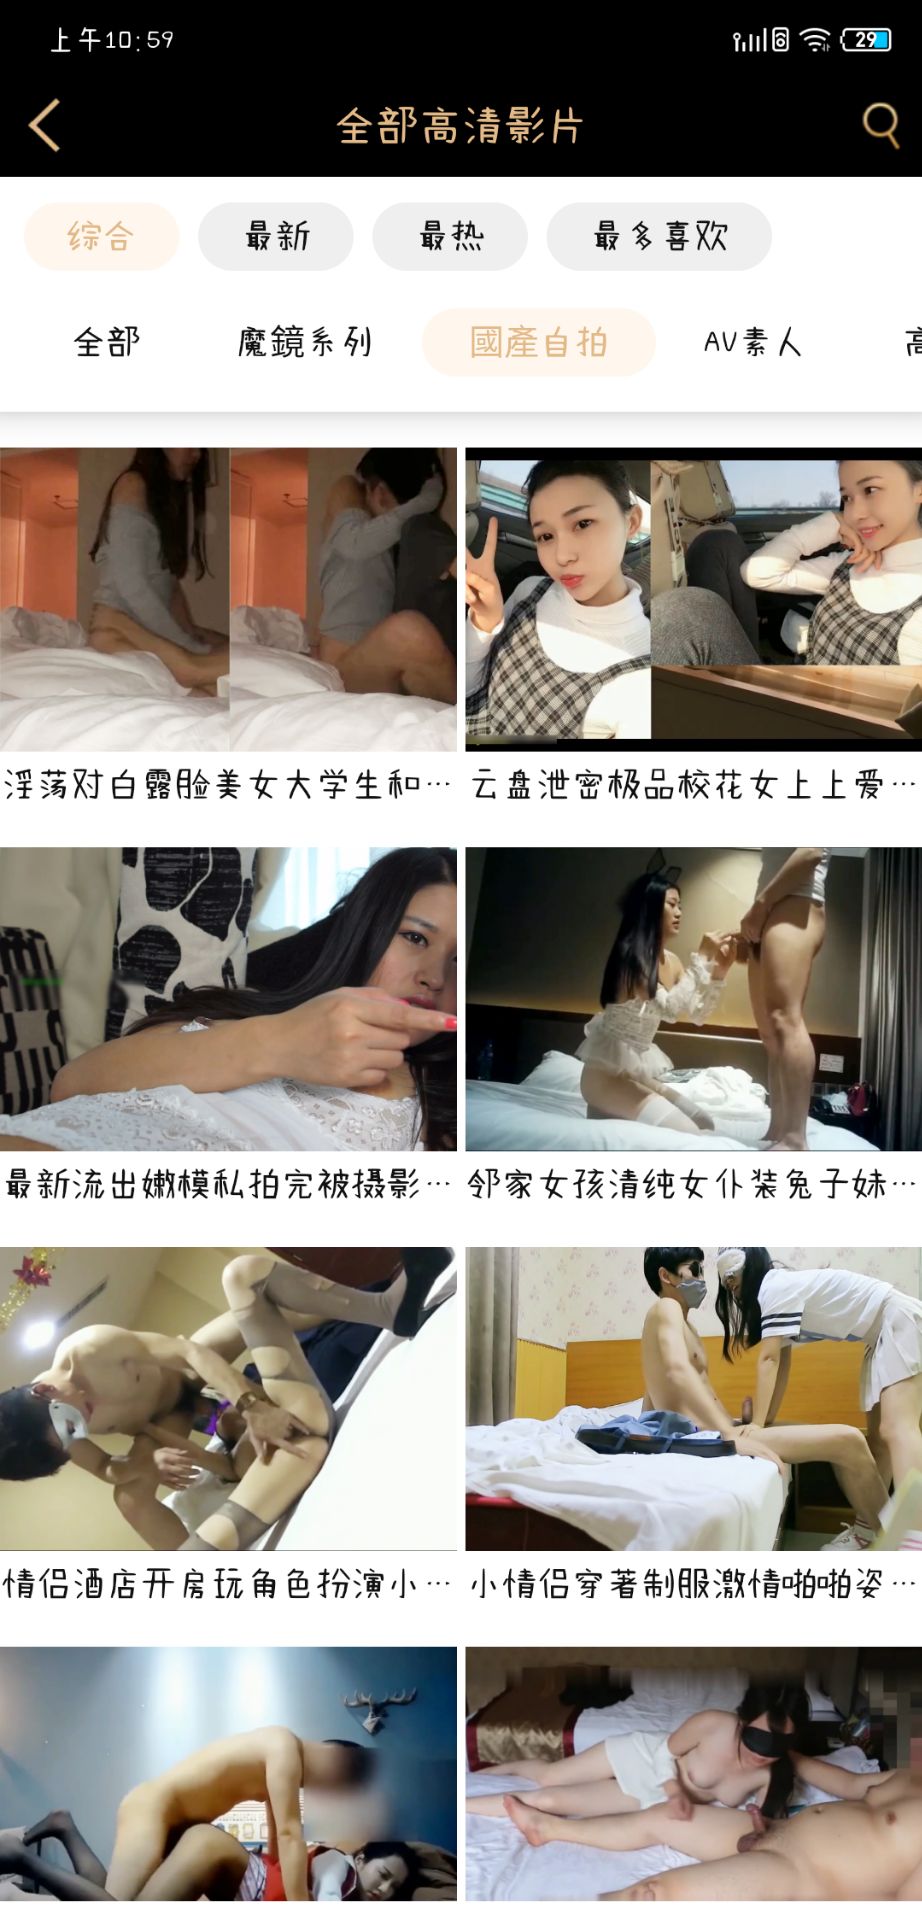 上午10:59
29
全部高清影片
综合 最新 最热 最多喜欢
全部 魔鏡系列 國產自拍 AV素人 高
淫荡对白露脸美女大学生和… 云盘泄密极品校花女上上爱…
最新流出嫩模私拍完被摄影… 邻家女孩清纯女仆装兔子妹…
情侣酒店开房玩角色扮演小… 小情侣穿著制服激情啪啪姿…